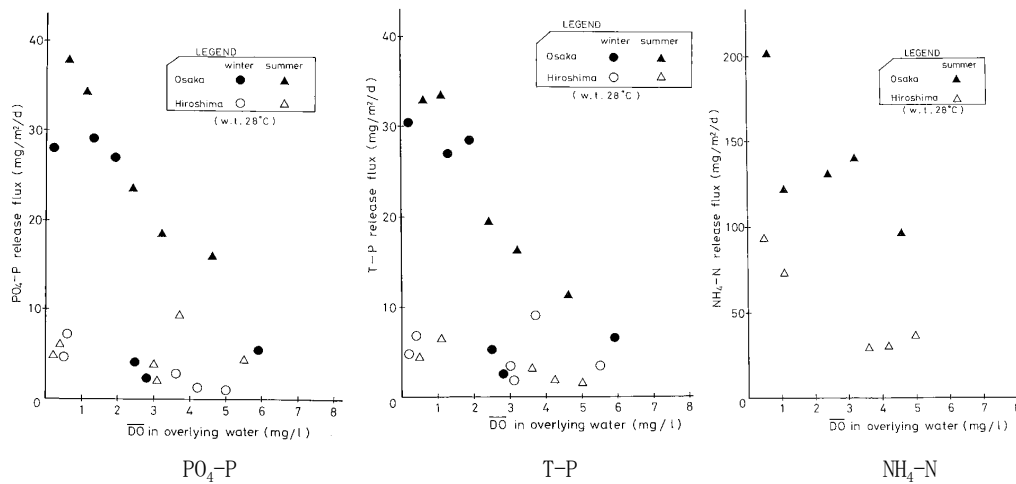 LEGEND
winter summer
Osaka
Hiroshima
(w.t. 28°C)
40
30
20
10
0
PO₄-P release flux (mg/m²/d)
1 2 3 4 5 6 7 8
DO in overlying water (mg/l)
PO₄-P
LEGEND
winter summer
Osaka
Hiroshima
(w.t. 28°C)
40
30
20
10
0
T-P release flux (mg/m²/d)
1 2 3 4 5 6 7 8
DO in overlying water (mg/l)
T-P
LEGEND
summer
Osaka
Hiroshima
(w.t. 28°C)
200
150
100
50
0
NH₄-N release flux (mg/m²/d)
1 2 3 4 5 6 7 8
DO in overlying water (mg/l)
NH₄-N